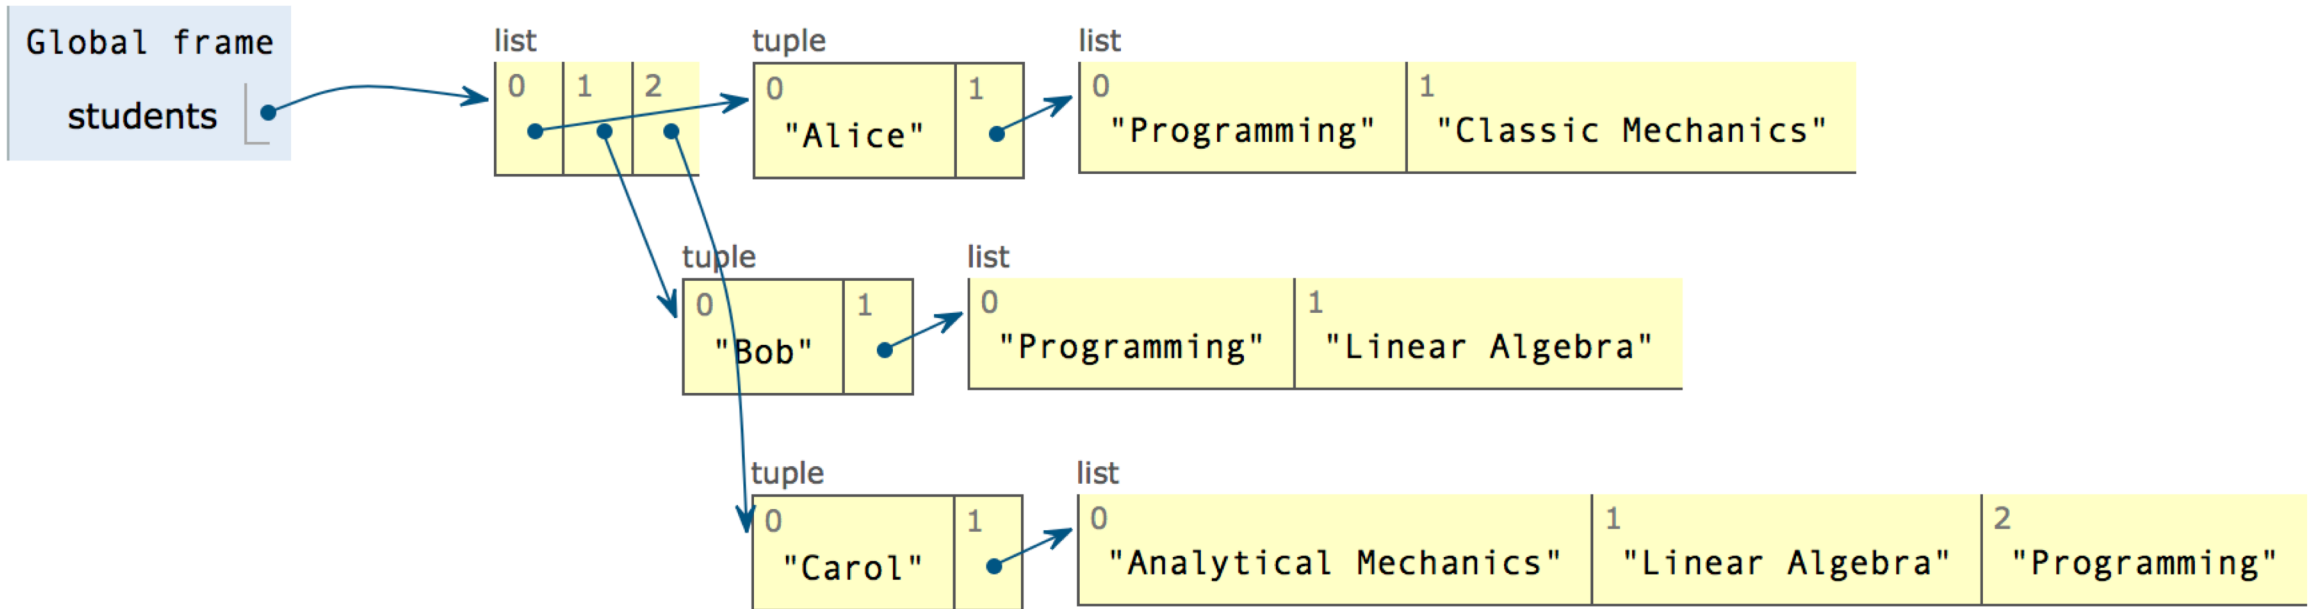 Global frame
students
list
0 1 2
tuple
0 1
"Alice"
list
0 1
"Programming" "Classic Mechanics"
tuple
0 1
"Bob"
list
0 1
"Programming" "Linear Algebra"
tuple
0 1
"Carol"
list
0 1 2
"Analytical Mechanics" "Linear Algebra" "Programming"